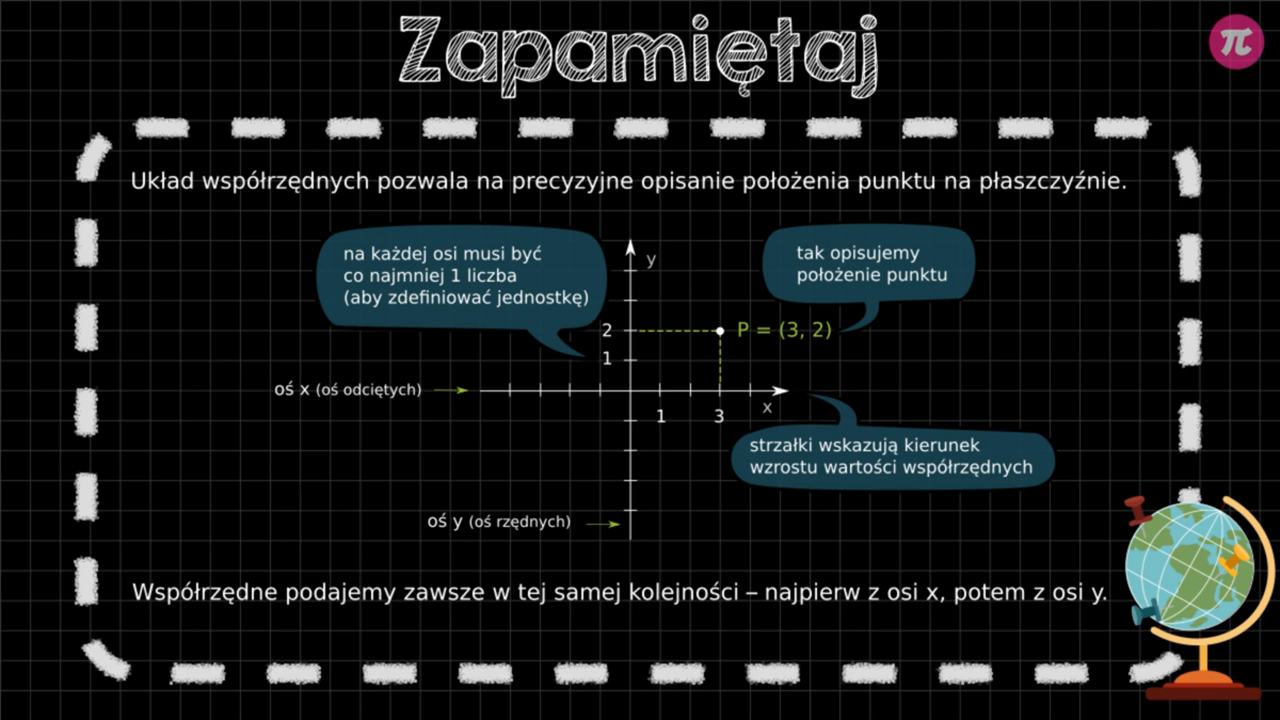 Zapamiętaj
π
Układ współrzędnych pozwala na precyzyjne opisanie położenia punktu na płaszczyźnie.
na każdej osi musi być
co najmniej 1 liczba
(aby zdefiniować jednostkę)
y
tak opisujemy
położenie punktu
2
P = (3, 2)
1
oś x (oś odciętych)
1
3
x
strzałki wskazują kierunek
wzrostu wartości współrzędnych
oś y (oś rzędnych)
Współrzędne podajemy zawsze w tej samej kolejności – najpierw z osi x, potem z osi y.